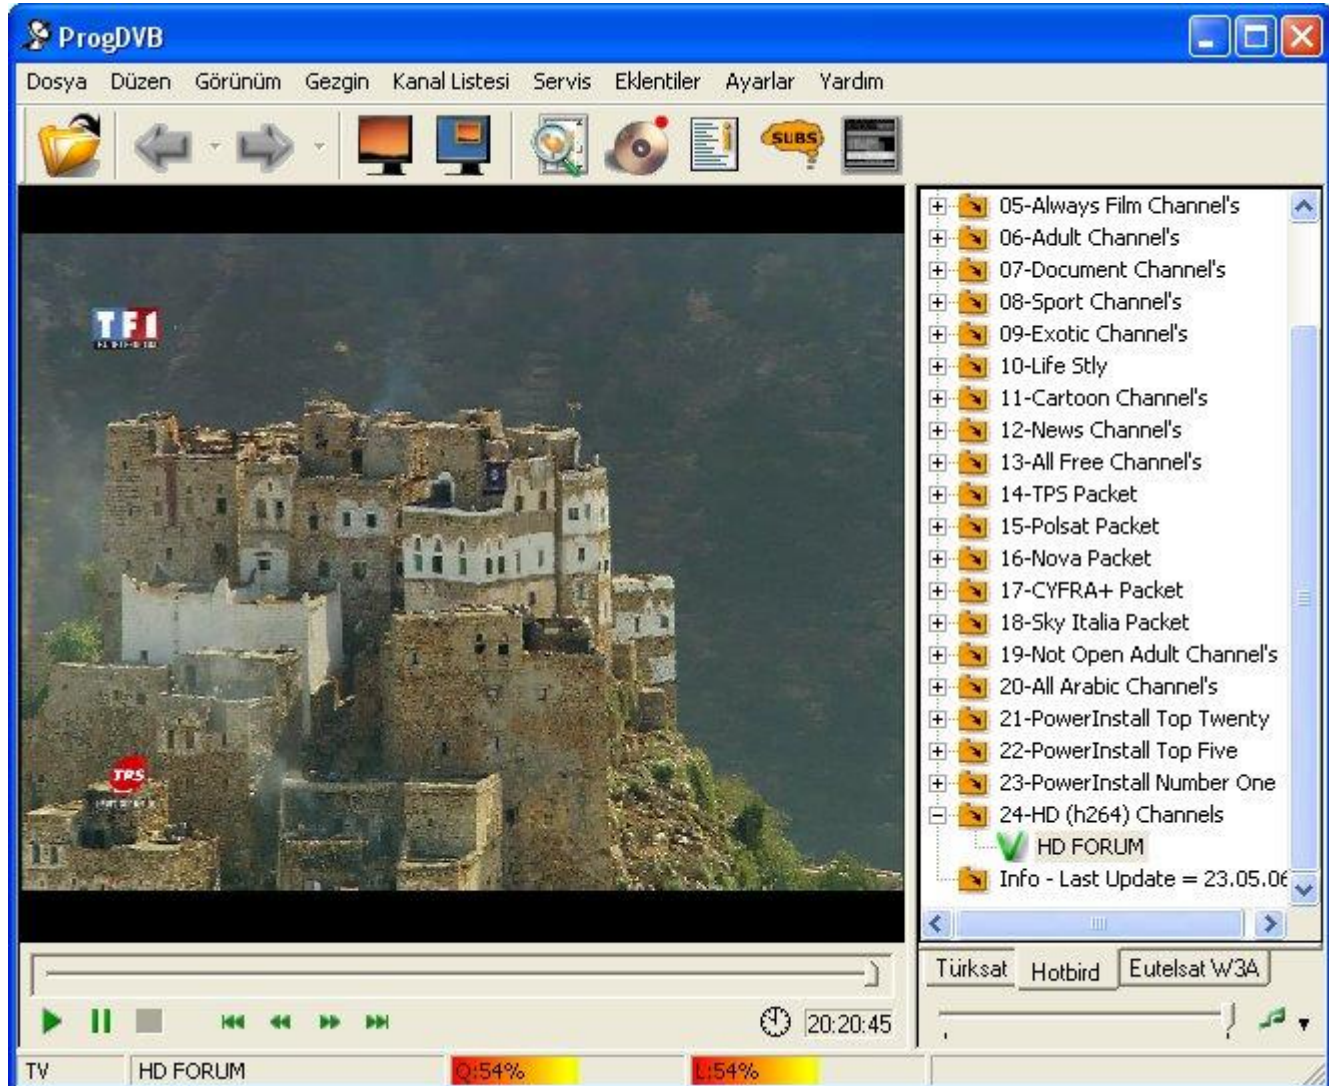 ProgDVB
Dosya Düzen Görünüm Gezgin Kanal Listesi Servis Eklentiler Ayarlar Yardım
SUBS
TF1
TPS
05-Always Film Channel's
06-Adult Channel's
07-Document Channel's
08-Sport Channel's
09-Exotic Channel's
10-Life Stly
11-Cartoon Channel's
12-News Channel's
13-All Free Channel's
14-TPS Packet
15-Polsat Packet
16-Nova Packet
17-CYFRA+ Packet
18-Sky Italia Packet
19-Not Open Adult Channel's
20-All Arabic Channel's
21-PowerInstall Top Twenty
22-PowerInstall Top Five
23-PowerInstall Number One
24-HD (h264) Channels
HD FORUM
Info - Last Update = 23.05.06
Türksat Hotbird Eutelsat W3A
20:20:45
TV HD FORUM Q:54% L:54%